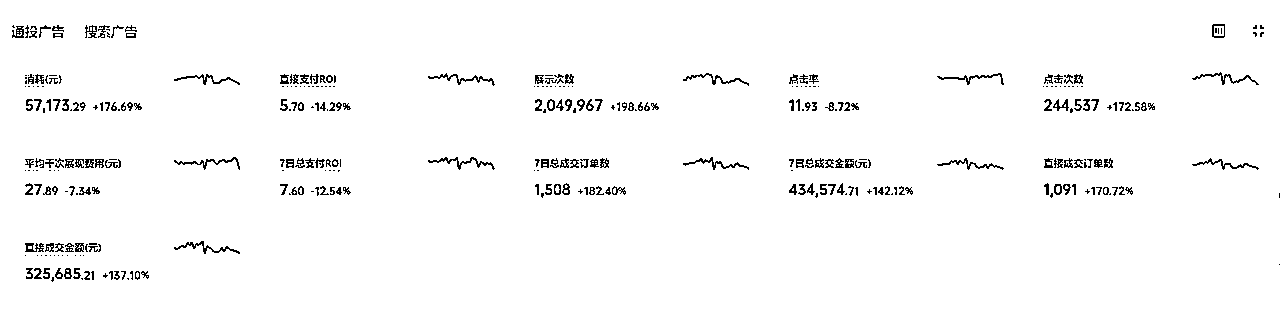 通投广告 搜索广告
消耗(元) 直接支付ROI 展示次数 点击率 点击次数
57,173.29 +176.69% 5.70 -14.29% 2,049,967 +198.66% 11.93 -8.72% 244,537 +172.58%
平均千次展现费用(元) 7日总支付ROI 7日总成交订单数 7日总成交金额(元) 直接成交订单数
27.89 -7.34% 7.60 -12.54% 1,508 +182.40% 434,574.71 +142.12% 1,091 +170.72%
直接成交金额(元)
325,685.21 +137.10%